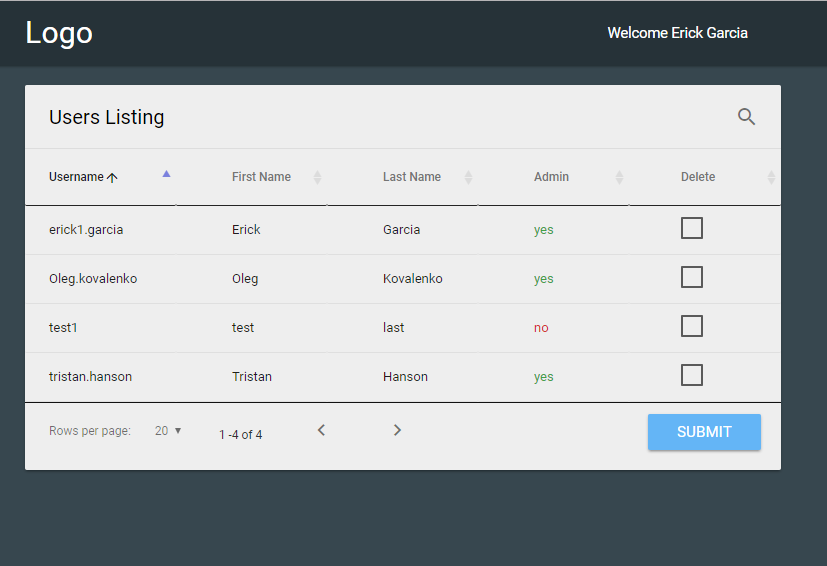 Logo
Welcome Erick Garcia
Users Listing
Username First Name Last Name Admin Delete
erick1.garcia Erick Garcia yes
Oleg.kovalenko Oleg Kovalenko yes
test1 test last no
tristan.hanson Tristan Hanson yes
Rows per page: 20 1 -4 of 4 SUBMIT